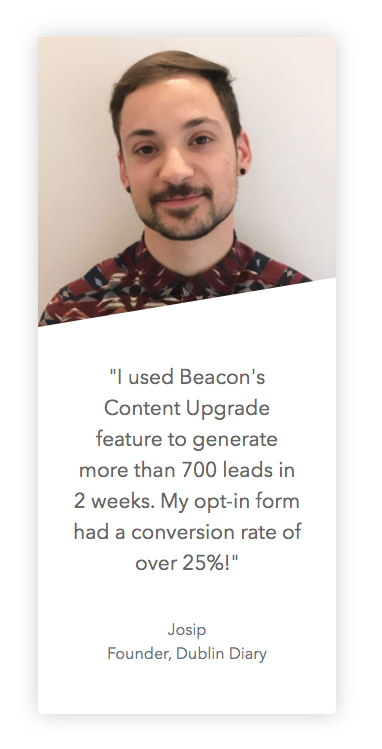 "I used Beacon's
Content Upgrade
feature to generate
more than 700 leads in
2 weeks. My opt-in form
had a conversion rate of
over 25%!"
Josip
Founder, Dublin Diary